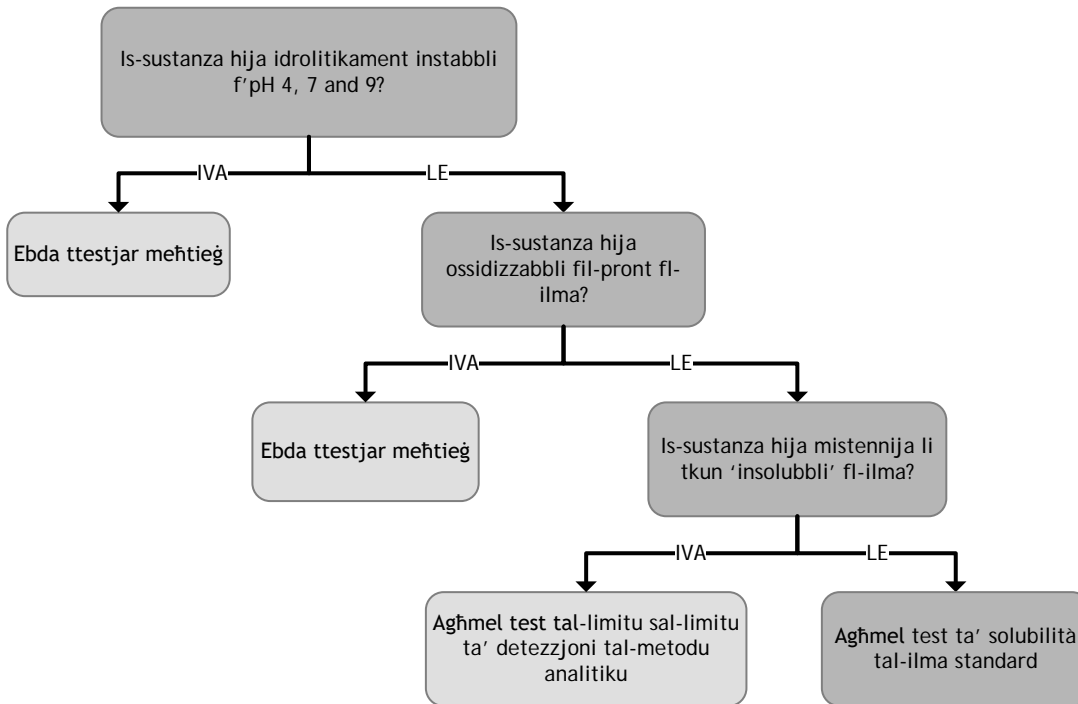 Is-sustanza hija idrolitikament instabbli
f’pH 4, 7 and 9?
IVA
LE
Ebda ttestjar meħtieġ
Is-sustanza hija
ossidizzabbli fil-pront fl-
ilma?
IVA
LE
Ebda ttestjar meħtieġ
Is-sustanza hija mistennija li
tkun ‘insolubbli’ fl-ilma?
IVA
LE
Agħmel test tal-limitu sal-limitu
ta’ detezzjoni tal-metodu
analitiku
Agħmel test ta’ solubilità
tal-ilma standard